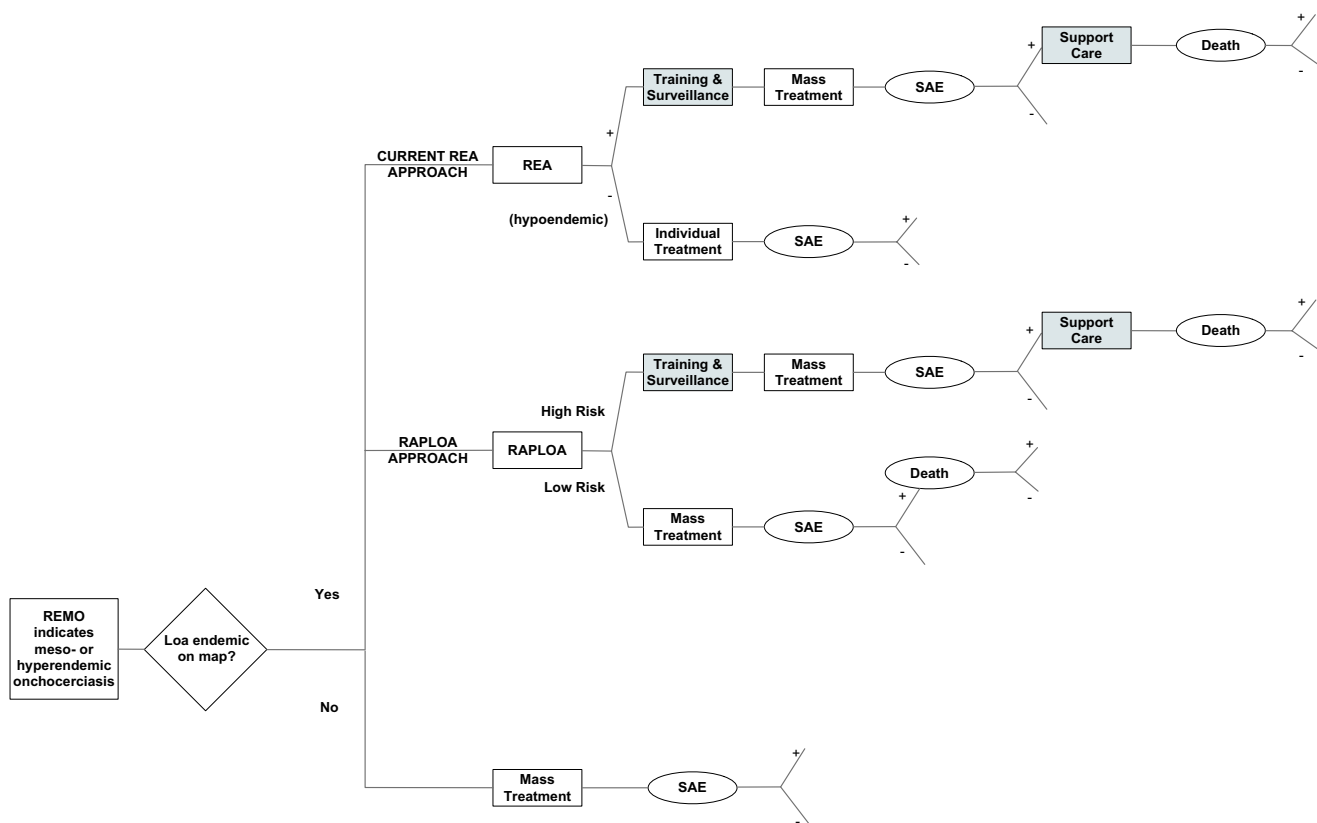 +
Support
Care
Death
+
-
-
Training &
Surveillance
Mass
Treatment
SAE
+
CURRENT REA
APPROACH
REA
-
(hypoendemic)
Individual
Treatment
SAE
+
-
+
Support
Care
Death
+
-
-
Training &
Surveillance
Mass
Treatment
SAE
High Risk
RAPLOA
APPROACH
RAPLOA
Low Risk
Death
+
-
+
Mass
Treatment
SAE
-
Yes
REMO
indicates
meso- or
hyperendemic
onchocerciasis
Loa endemic
on map?
No
Mass
Treatment
SAE
+
-